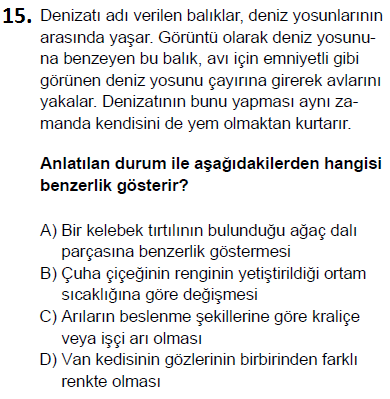 15. Denizatı adı verilen balıklar, deniz yosunlarının
arasında yaşar. Görüntü olarak deniz yosunu-
na benzeyen bu balık, avı için emniyetli gibi
görünen deniz yosunu çayırına girerek avlarını
yakalar. Denizatının bunu yapması aynı za-
manda kendisini de yem olmaktan kurtarır.
Anlatılan durum ile aşağıdakilerden hangisi
benzerlik gösterir?
A) Bir kelebek tırtılının bulunduğu ağaç dalı
parçasına benzerlik göstermesi
B) Çuha çiçeğinin renginin yetiştirildiği ortam
sıcaklığına göre değişmesi
C) Arıların beslenme şekillerine göre kraliçe
veya işçi arı olması
D) Van kedisinin gözlerinin birbirinden farklı
renkte olması